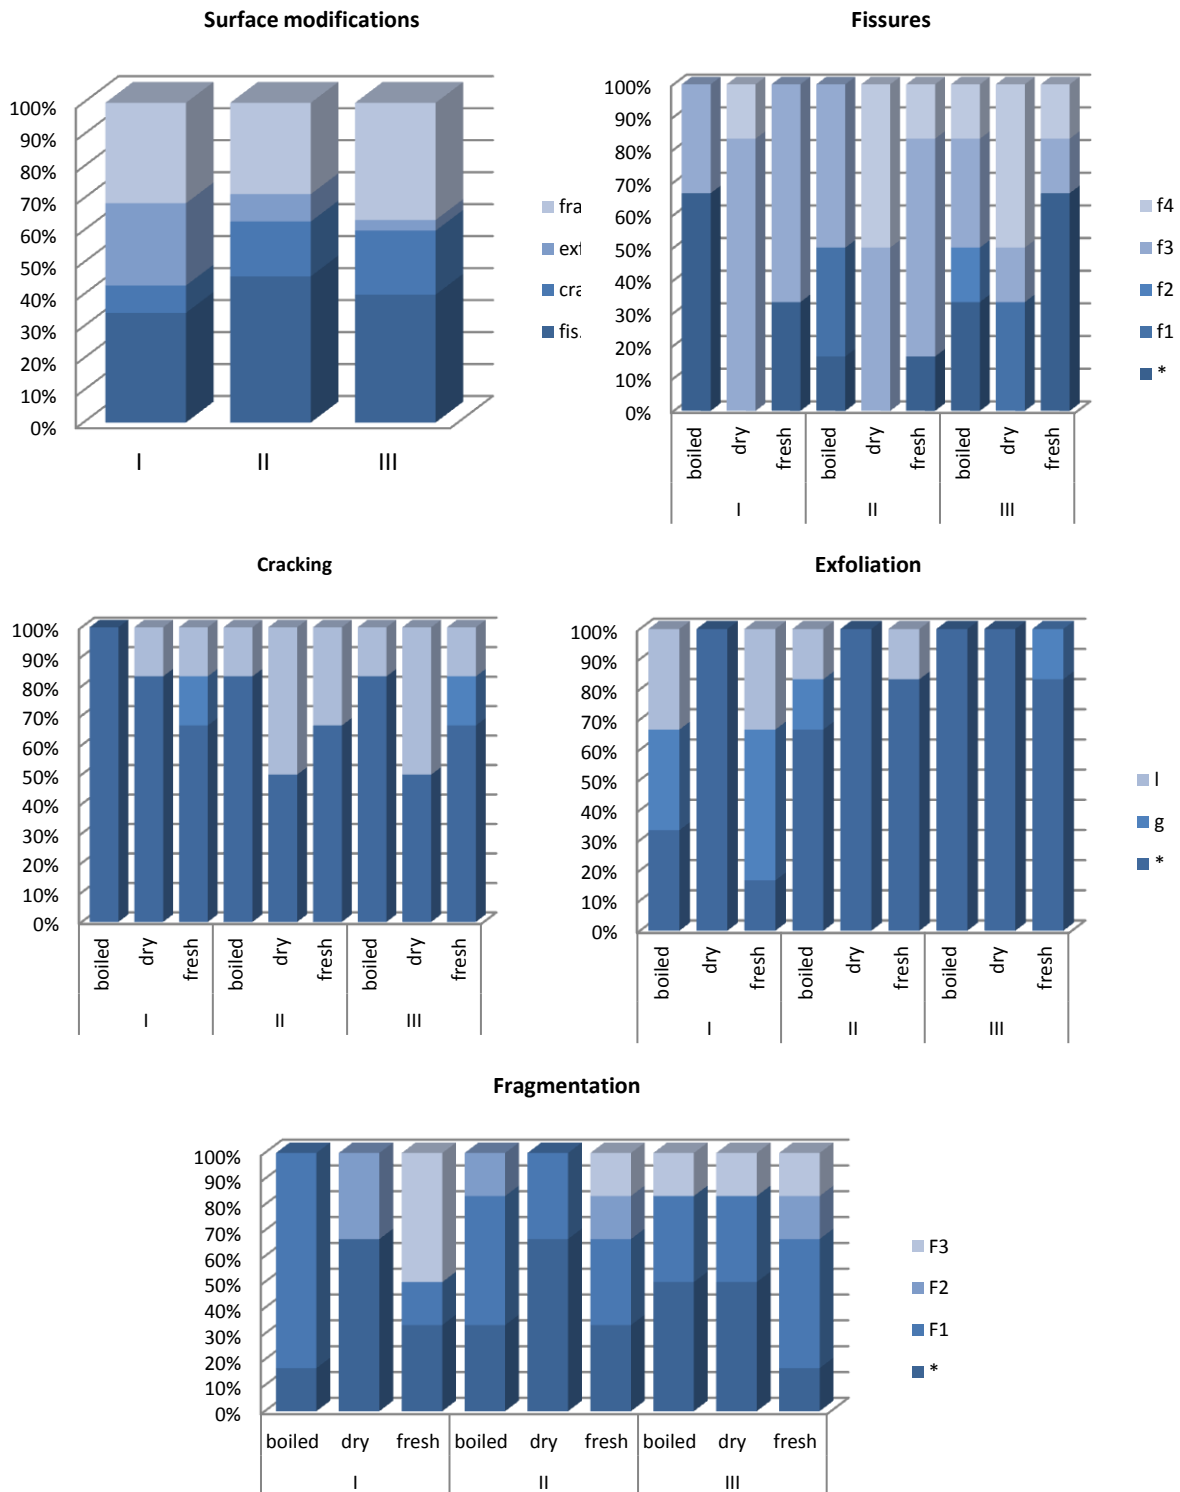 Surface modifications
100%
90%
80%
70%
60%
50%
40%
30%
20%
10%
0%
I II III
fra
exf
cra
fis.
Fissures
100%
90%
80%
70%
60%
50%
40%
30%
20%
10%
0%
boiled dry fresh boiled dry fresh boiled dry fresh
I II III
f4
f3
f2
f1
*
Cracking
100%
90%
80%
70%
60%
50%
40%
30%
20%
10%
0%
boiled dry fresh boiled dry fresh boiled dry fresh
I II III
Exfoliation
100%
90%
80%
70%
60%
50%
40%
30%
20%
10%
0%
boiled dry fresh boiled dry fresh boiled dry fresh
I II III
l
g
*
Fragmentation
100%
90%
80%
70%
60%
50%
40%
30%
20%
10%
0%
boiled dry fresh boiled dry fresh boiled dry fresh
I II III
F3
F2
F1
*